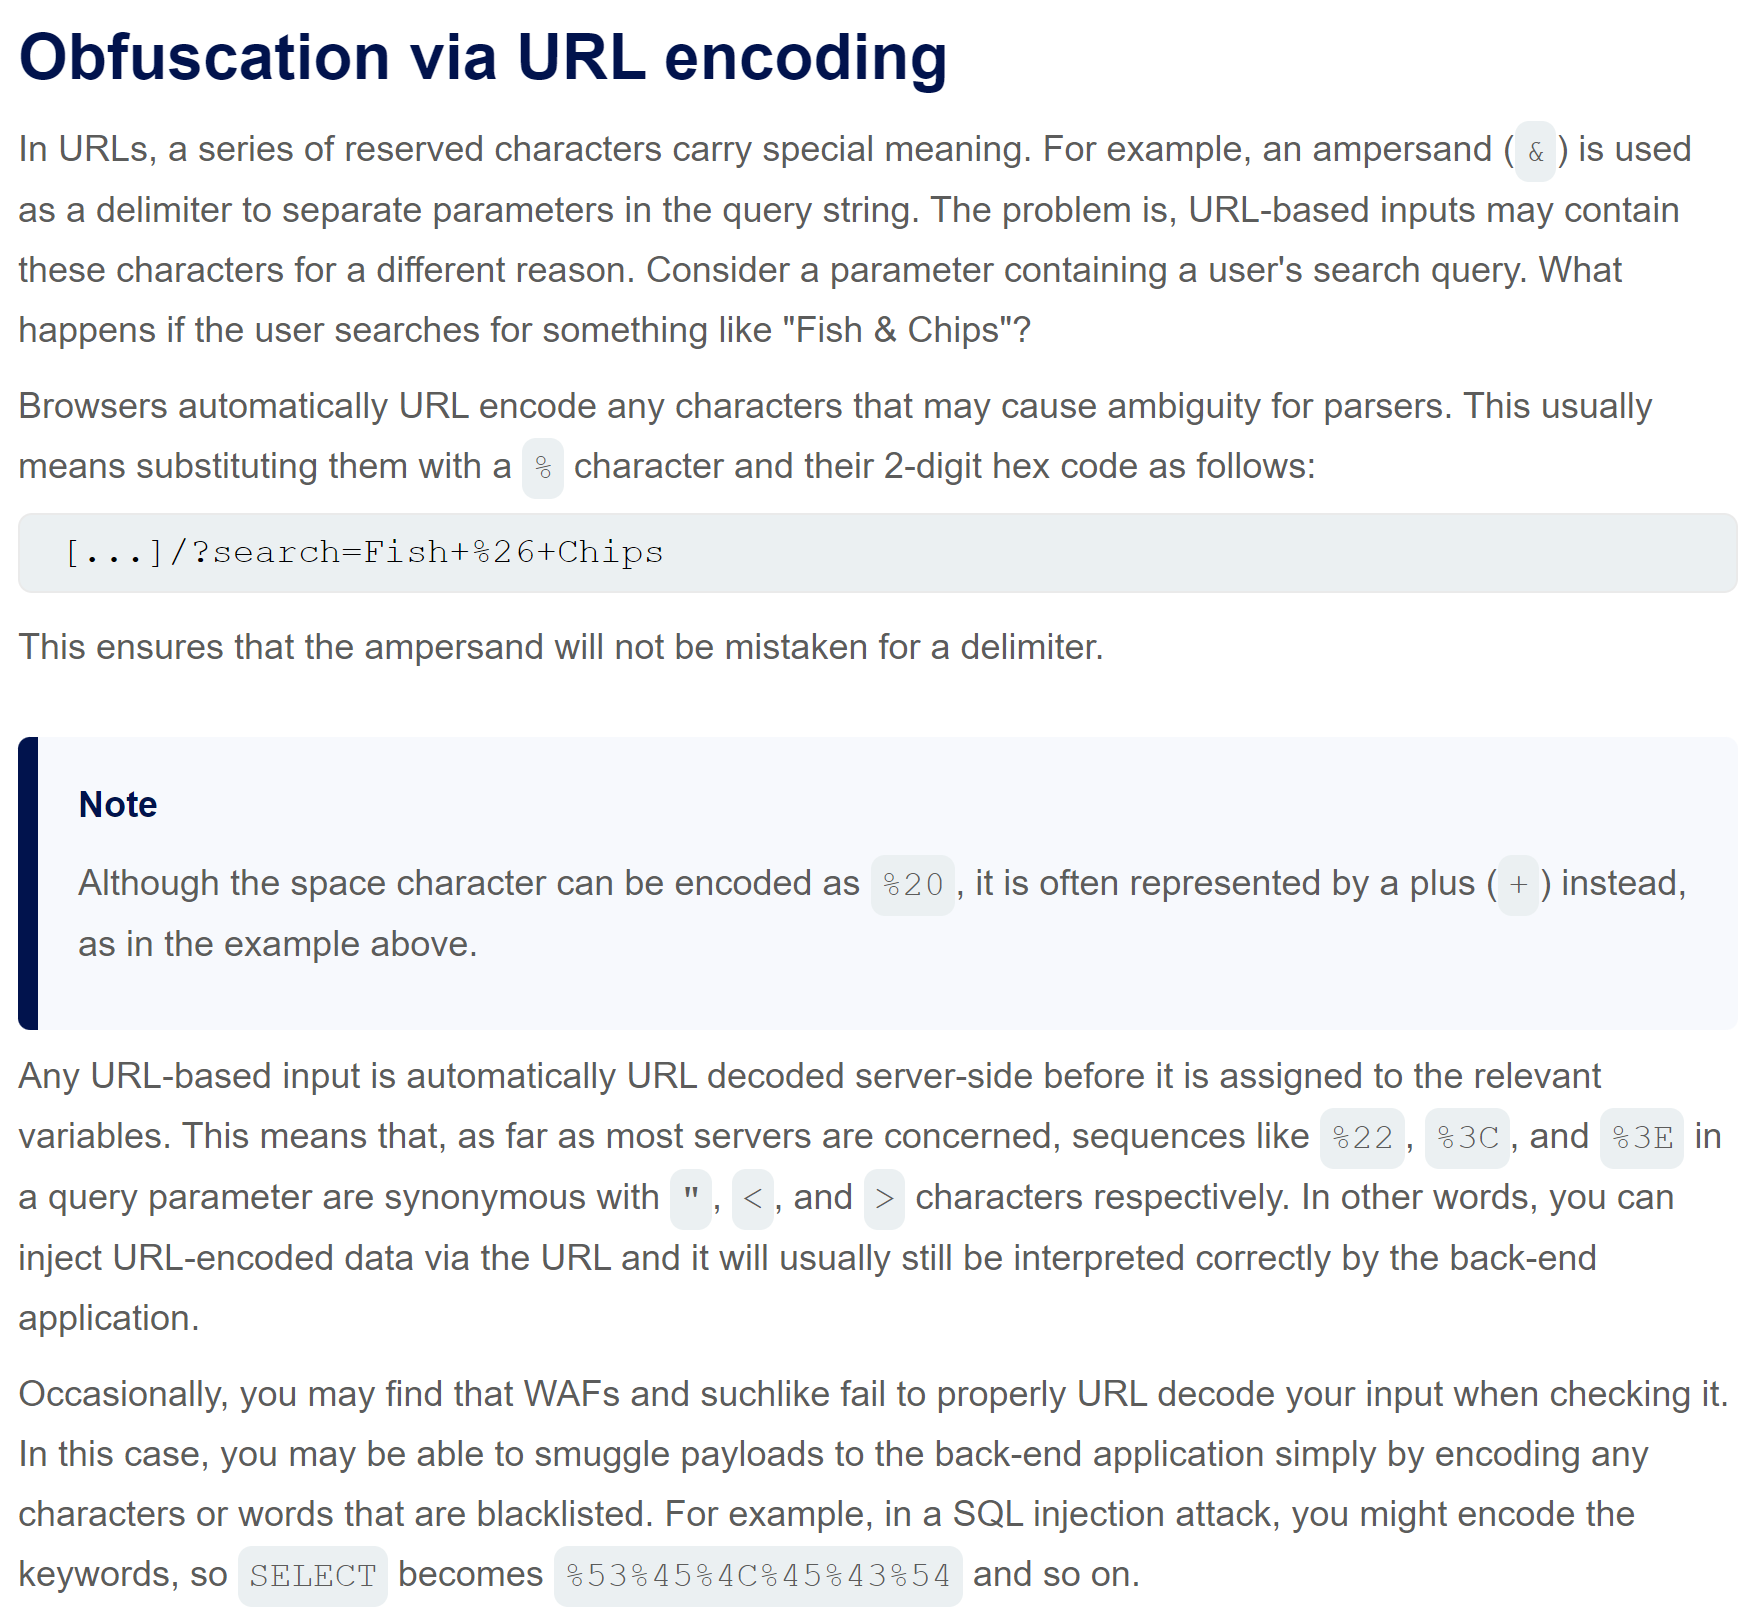 Obfuscation via URL encoding
In URLs, a series of reserved characters carry special meaning. For example, an ampersand ( & ) is used
as a delimiter to separate parameters in the query string. The problem is, URL-based inputs may contain
these characters for a different reason. Consider a parameter containing a user's search query. What
happens if the user searches for something like "Fish & Chips"?
Browsers automatically URL encode any characters that may cause ambiguity for parsers. This usually
means substituting them with a % character and their 2-digit hex code as follows:
[...]/?search=Fish+%26+Chips
This ensures that the ampersand will not be mistaken for a delimiter.
Note
Although the space character can be encoded as %20 , it is often represented by a plus ( + ) instead,
as in the example above.
Any URL-based input is automatically URL decoded server-side before it is assigned to the relevant
variables. This means that, as far as most servers are concerned, sequences like %22 , %3C , and %3E in
a query parameter are synonymous with " , < , and > characters respectively. In other words, you can
inject URL-encoded data via the URL and it will usually still be interpreted correctly by the back-end
application.
Occasionally, you may find that WAFs and suchlike fail to properly URL decode your input when checking it.
In this case, you may be able to smuggle payloads to the back-end application simply by encoding any
characters or words that are blacklisted. For example, in a SQL injection attack, you might encode the
keywords, so SELECT becomes %53%45%4C%45%43%54 and so on.